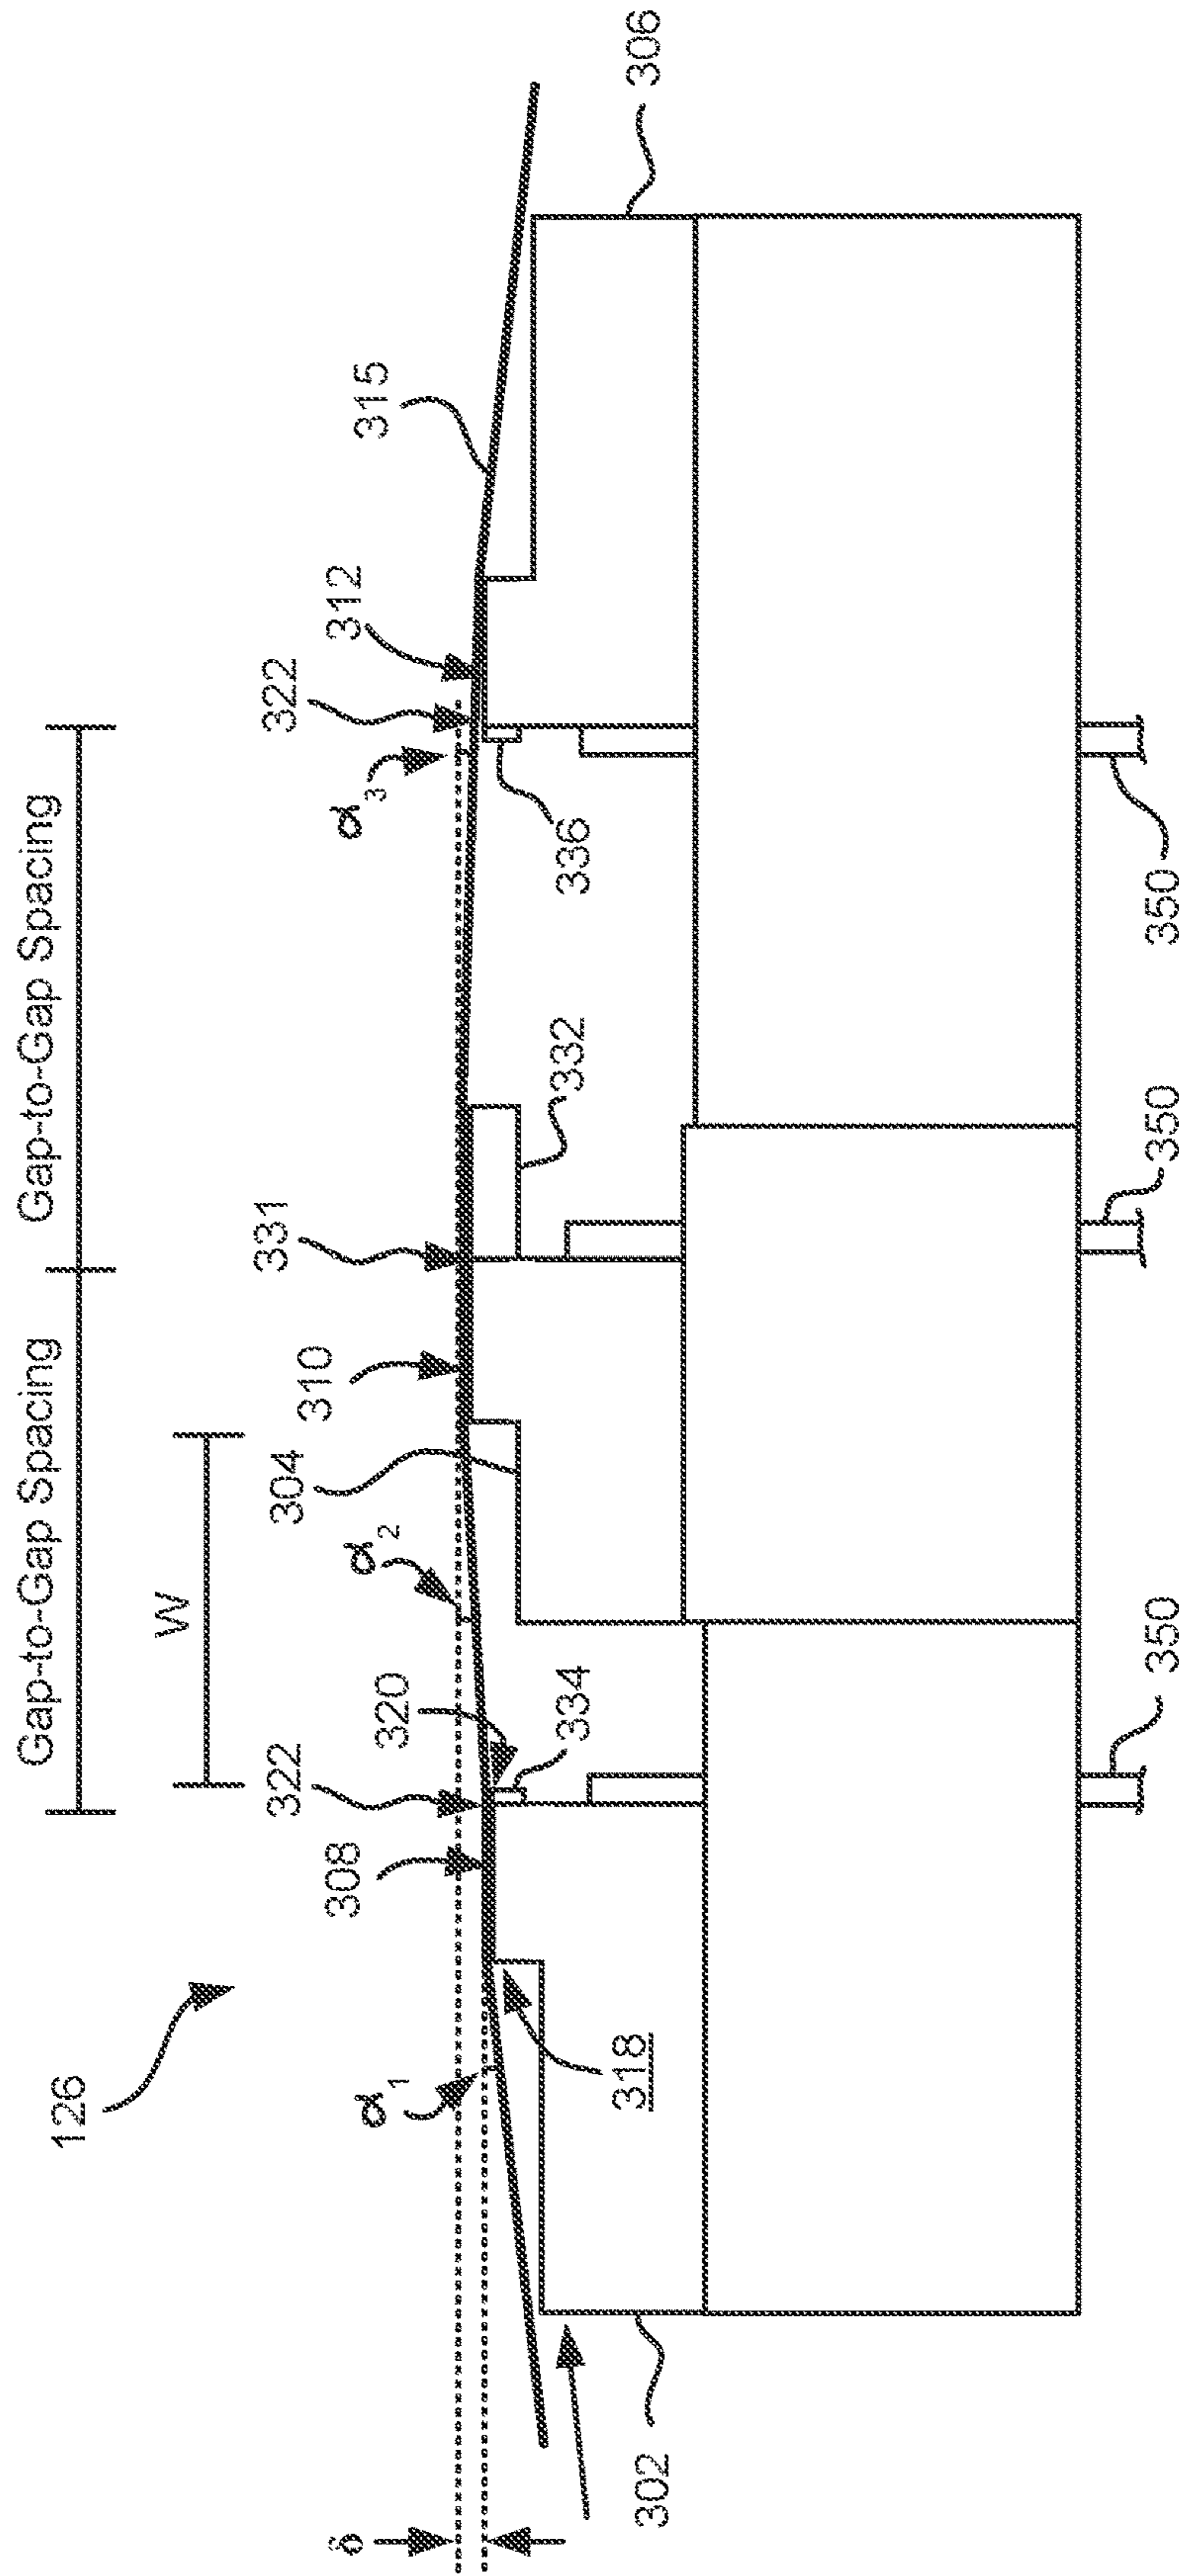 Gap-to-Gap Spacing
Gap-to-Gap Spacing
W
126
331
322
322
304
310
312
315
308
320
α1
α2
α3
δ
334
332
336
306
318
302
350
350
350